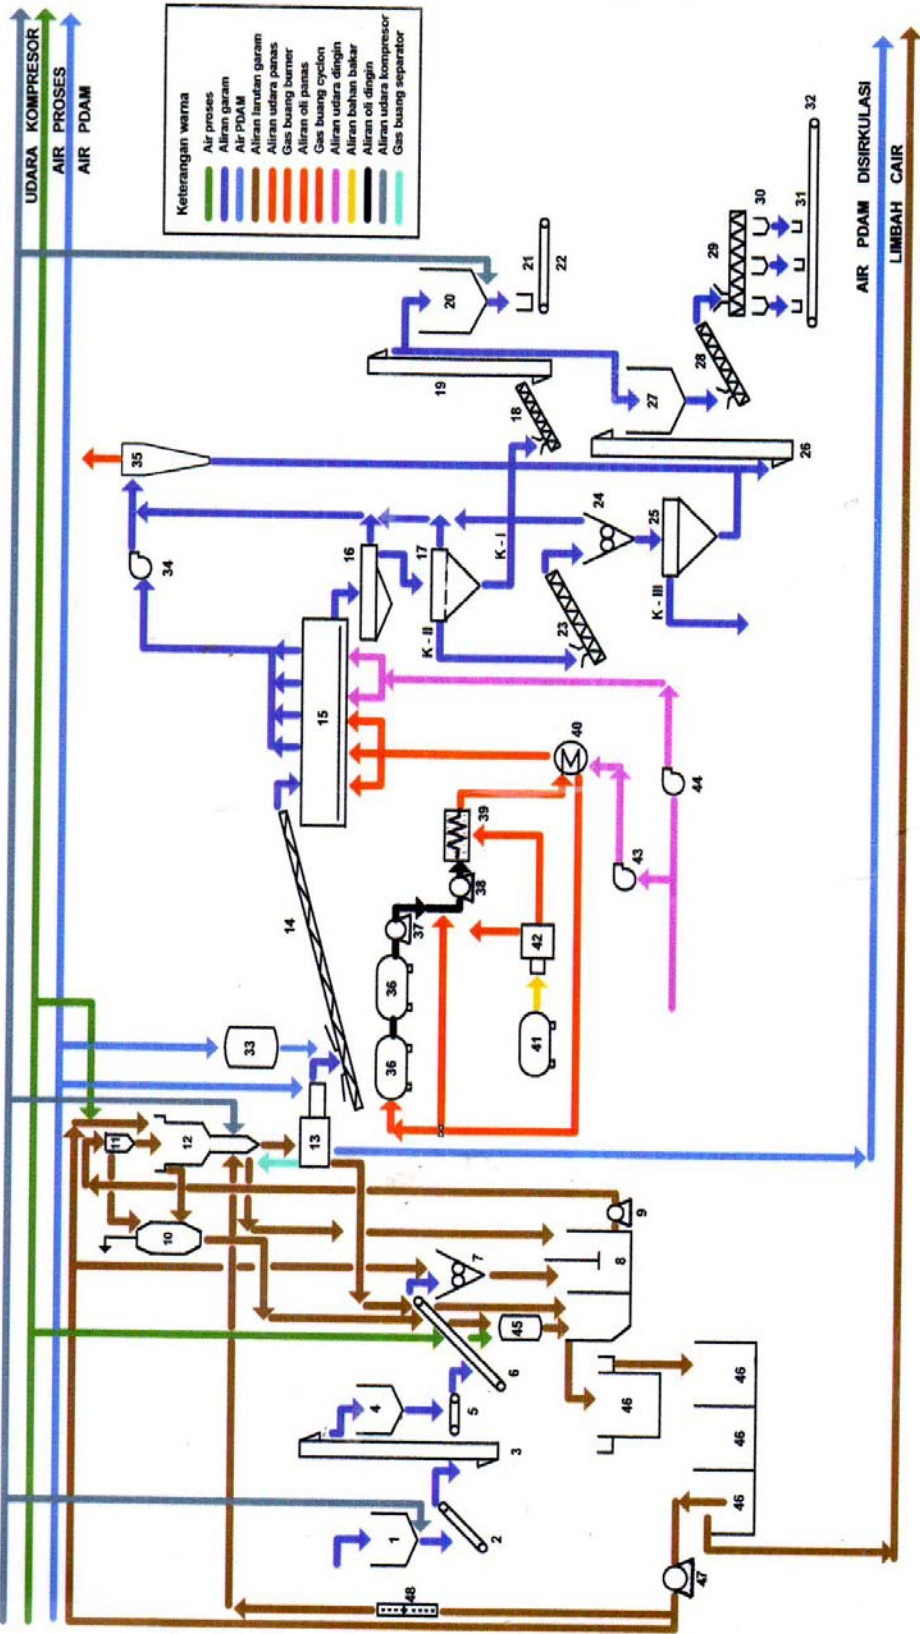 UDARA KOMPRESOR
AIR PROSES
AIR PDAM
Keterangan warna
Air proses
Aliran garam
Air PDAM
Aliran larutan garam
Aliran udara panas
Gas buang burner
Aliran oli panas
Gas buang cyclon
Aliran udara dingin
Aliran bahan bakar
Aliran oli dingin
Aliran udara kompresor
Gas buang separator
1
2
3
4
5
6
7
8
9
10
11
12
13
14
15
16
17
K - I
K - II
18
19
20
21
22
23
24
25
K - III
26
27
28
29
30
31
32
33
34
35
36
36
37
38
39
40
41
42
43
44
45
46
46
46
46
47
48
AIR PDAM DISIRKULASI
LIMBAH CAIR